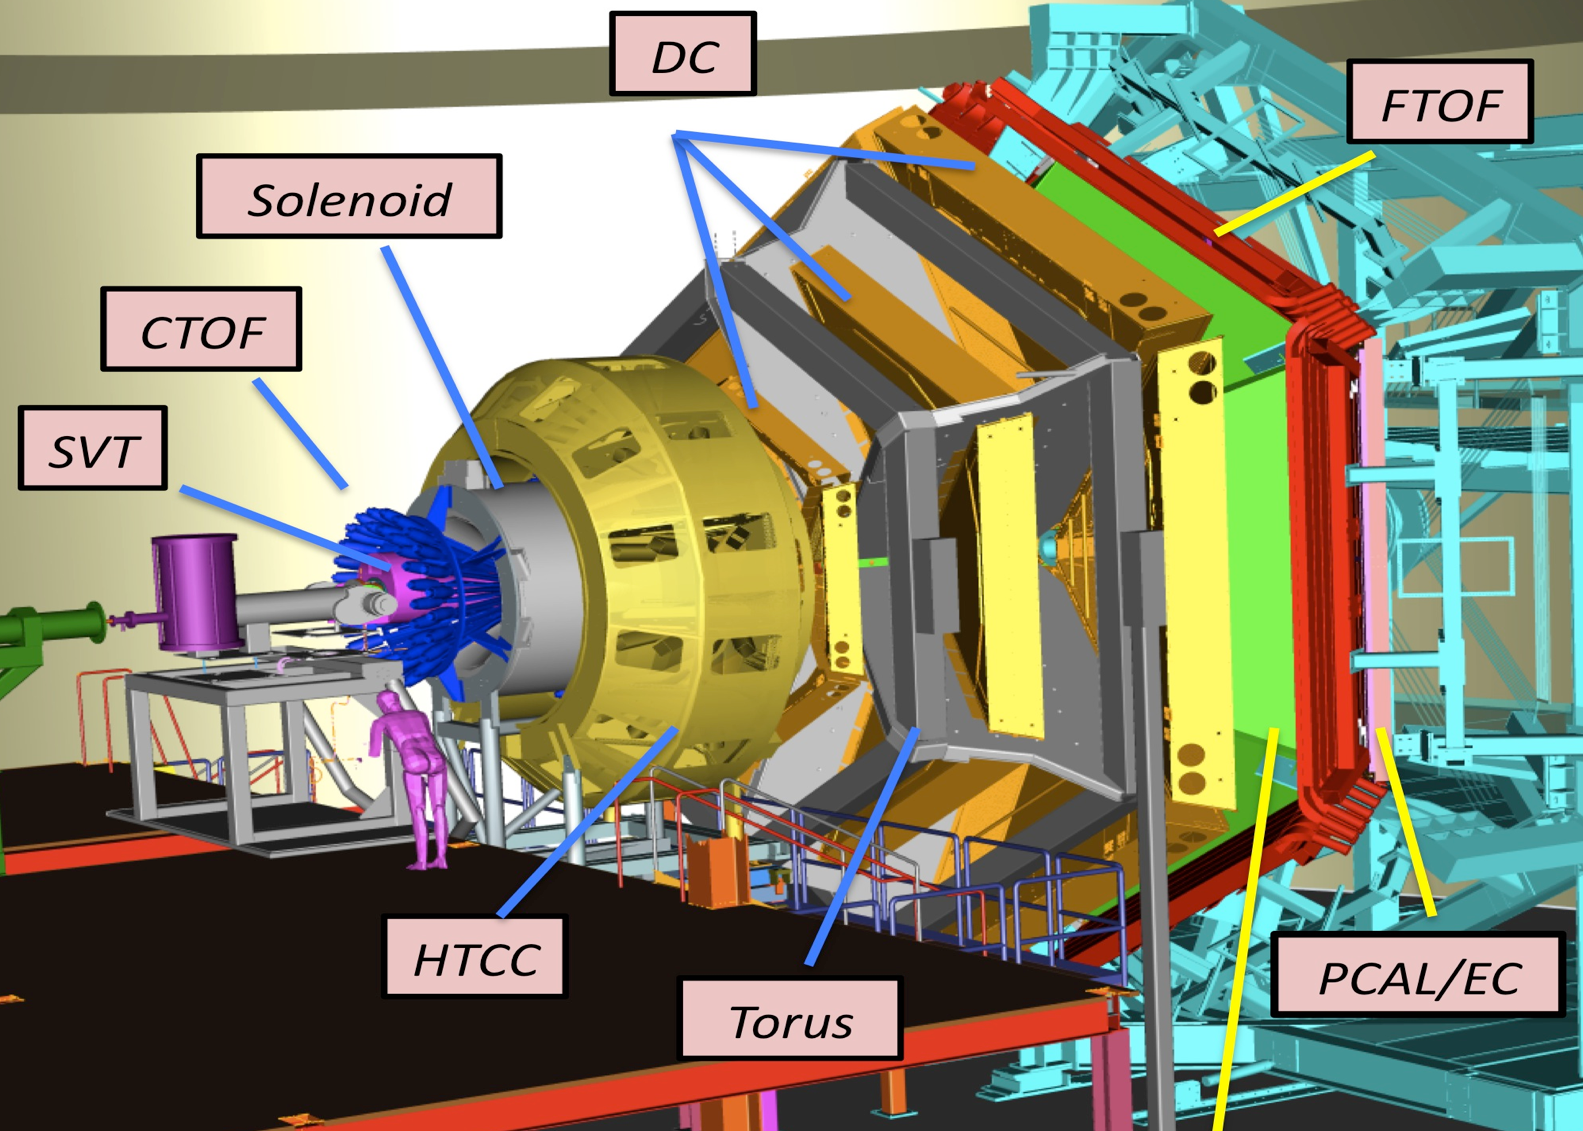 DC
FTOF
Solenoid
CTOF
SVT
HTCC
PCAL/EC
Torus